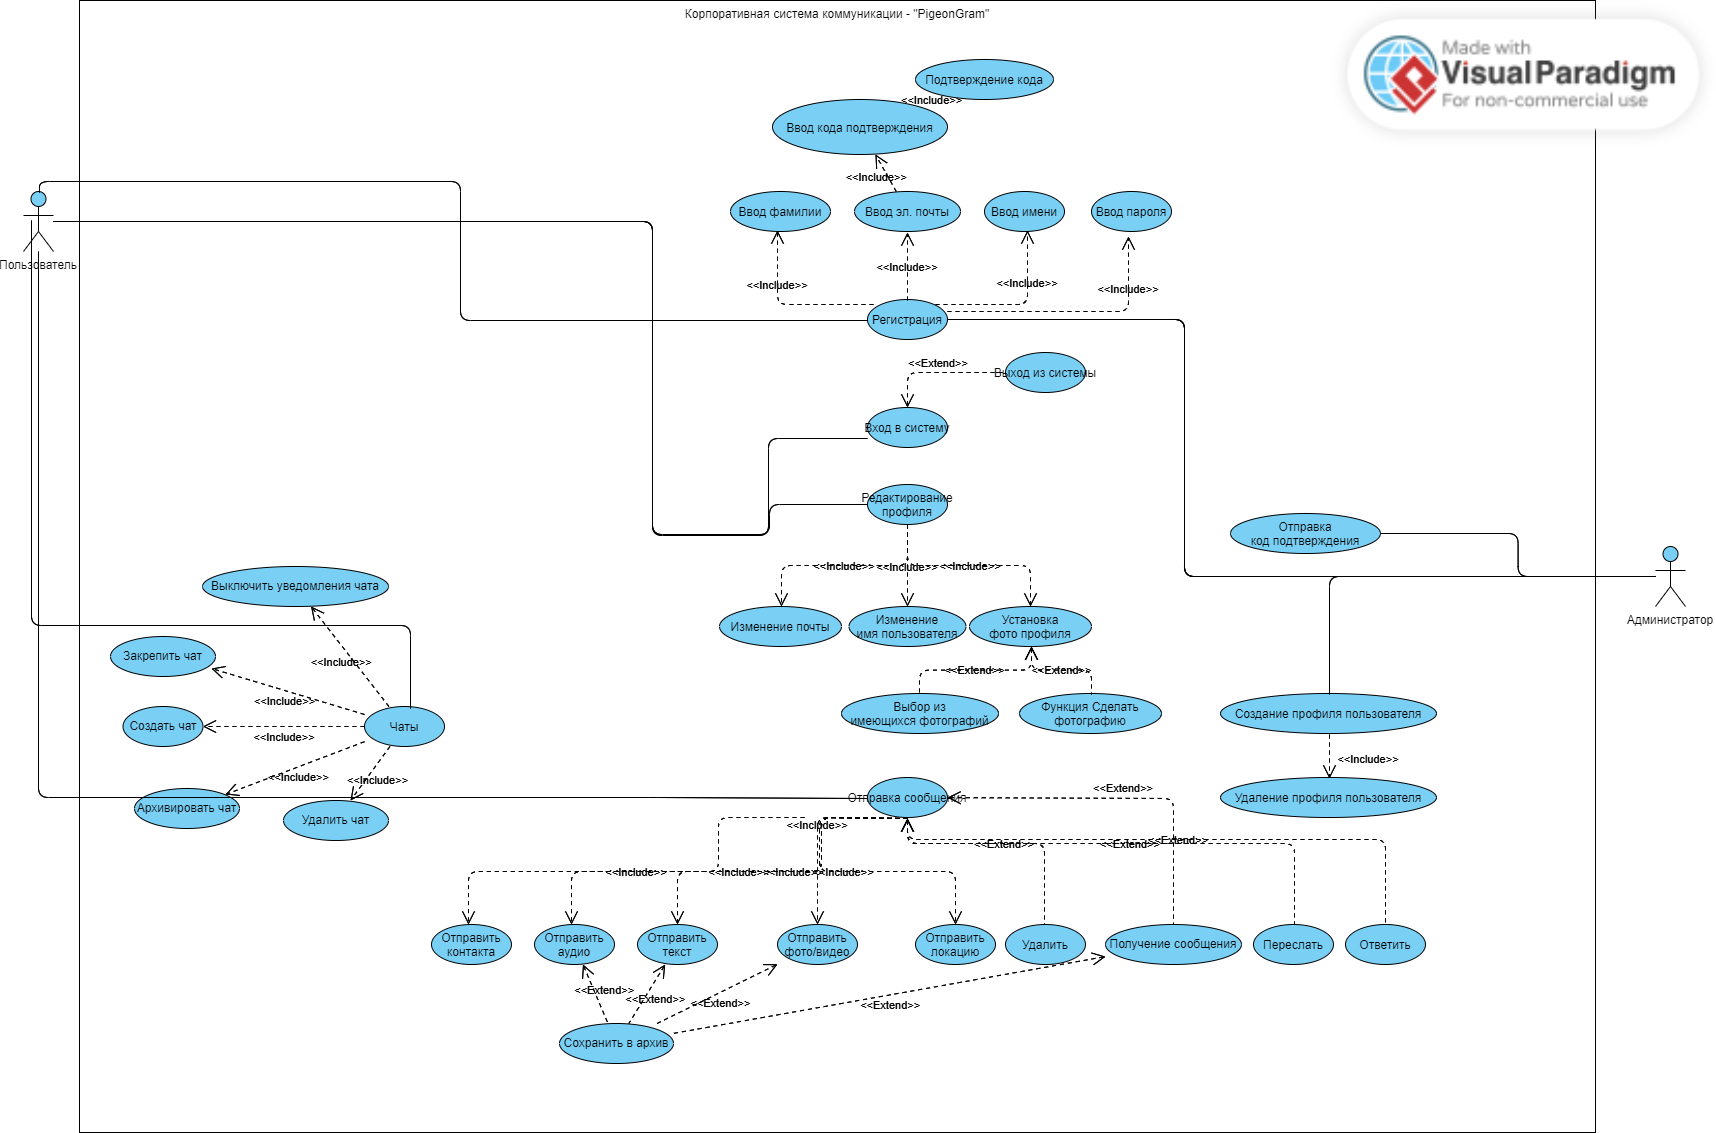 Корпоративная система коммуникации - "PigeonGram"
Made with
Visual Paradigm
For non-commercial use
Подтверждение кода
<<Include>>
Ввод кода подтверждения
<<Include>>
Ввод фамилии
Ввод эл. почты
Ввод имени
Ввод пароля
Пользователь
<<Include>>
<<Include>>
<<Include>>
<<Include>>
Регистрация
<<Extend>>
Выход из системы
Вход в систему
Редактирование
профиля
Отправка
код подтверждения
<<Include>>
<<Include>>
<<Include>>
Выключить уведомления чата
Изменение почты
Изменение
имя пользователя
Установка
фото профиля
Администратор
Закрепить чат
<<Include>>
<<Extend>>
<<Extend>>
<<Include>>
Выбор из
имеющихся фотографий
Функция Сделать
фотографию
Создание профиля пользователя
Создать чат
Чаты
<<Include>>
<<Include>>
<<Include>>
<<Include>>
Архивировать чат
Удалить чат
Отправка сообщения
<<Extend>>
Удаление профиля пользователя
<<Include>>
<<Extend>>
<<Extend>>
<<Extend>>
<<Include>>
<<Include>>
<<Include>>
<<Include>>
Отправить
контакта
Отправить
аудио
Отправить
текст
Отправить
фото/видео
Отправить
локацию
Удалить
Получение сообщения
Переслать
Ответить
<<Extend>>
<<Extend>>
<<Extend>>
<<Extend>>
Сохранить в архив